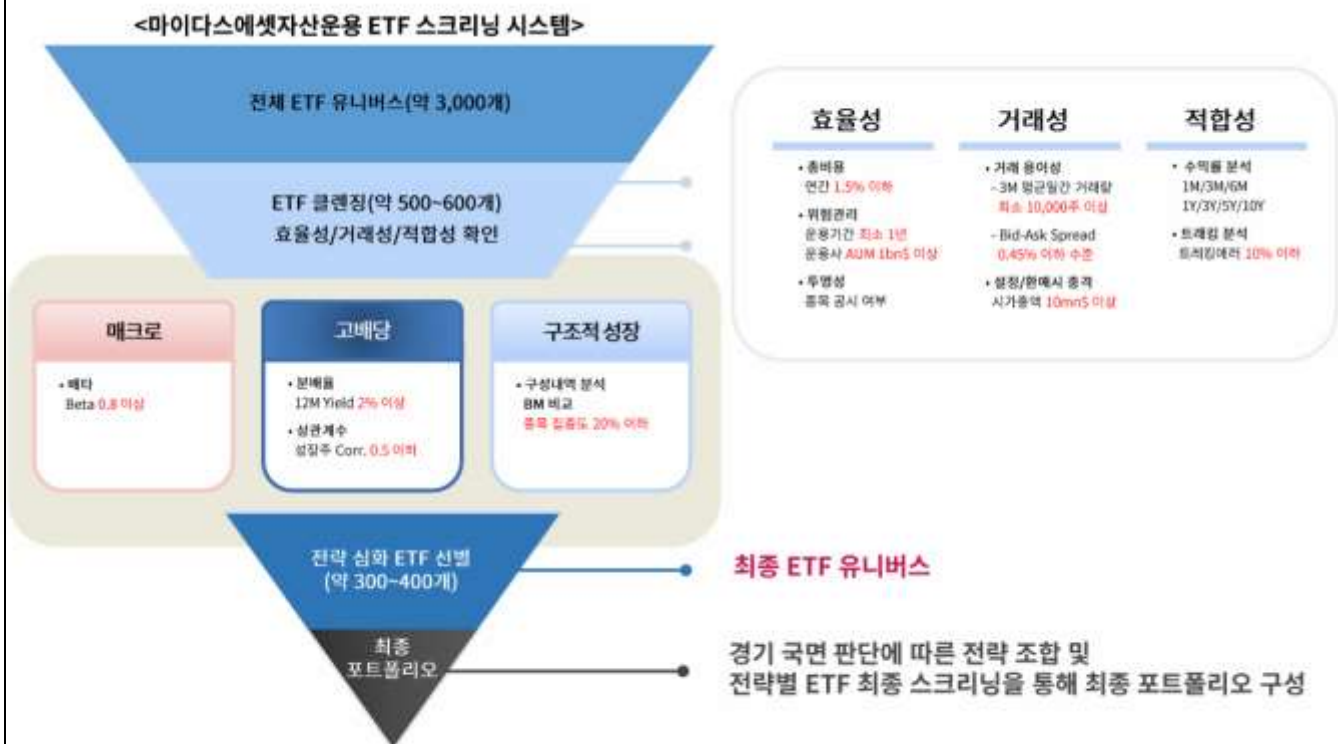 <마이다스에셋자산운용 ETF 스크리닝 시스템>
전체 ETF 유니버스(약 3,000개)
ETF 클렌징(약 500~600개)
효율성/거래성/적합성 확인
효율성
• 총비용
연간 1.5% 이하
• 위험관리
운용기간 최소 1년
운용사 AUM 1bn$ 이상
• 투명성
종목 공시 여부
거래성
• 거래 용이성
- 3M 평균일간 거래량
최소 10,000주 이상
- Bid-Ask Spread
0.45% 이하 수준
• 설정/환매시 충격
시가총액 10mn$ 이상
적합성
• 수익률 분석
1M/3M/6M
1Y/3Y/5Y/10Y
• 트래킹 분석
트레킹에러 10% 이하
매크로
• 베타
Beta 0.8 이상
고배당
• 분배율
12M Yield 2% 이상
• 상관계수
성장주 Corr. 0.5 이하
구조적 성장
• 구성내역 분석
BM 비교
종목 집중도 20% 이하
전략 심화 ETF 선별
(약 300~400개)
최종 ETF 유니버스
최종
포트폴리오
경기 국면 판단에 따른 전략 조합 및
전략별 ETF 최종 스크리닝을 통해 최종 포트폴리오 구성